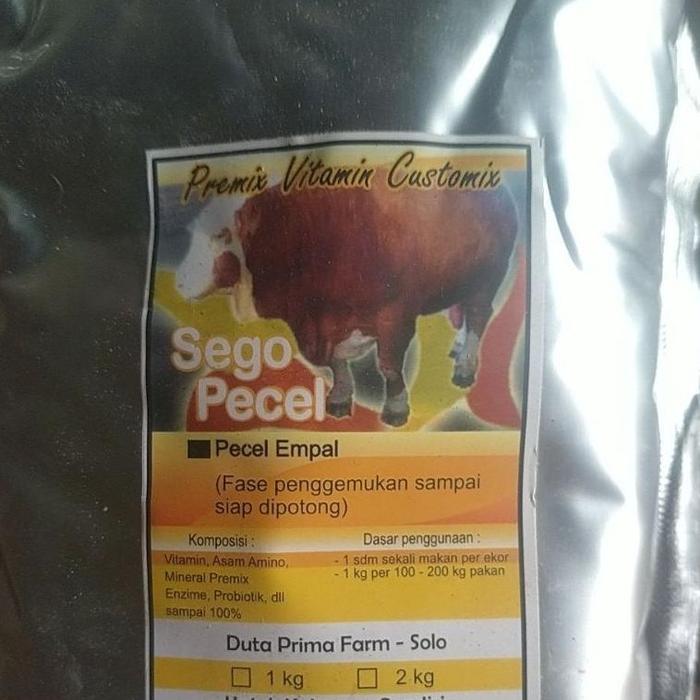 Premix Vitamin Customix
Sego
Pecel
Pecel Empal
(Fase penggemukan sampai
siap dipotong)
Komposisi :
Vitamin, Asam Amino,
Mineral Premix
Enzime, Probiotik, dll
sampai 100%
Dasar penggunaan :
- 1 sdm sekali makan per ekor
- 1 kg per 100 - 200 kg pakan
Duta Prima Farm - Solo
1 kg
2 kg